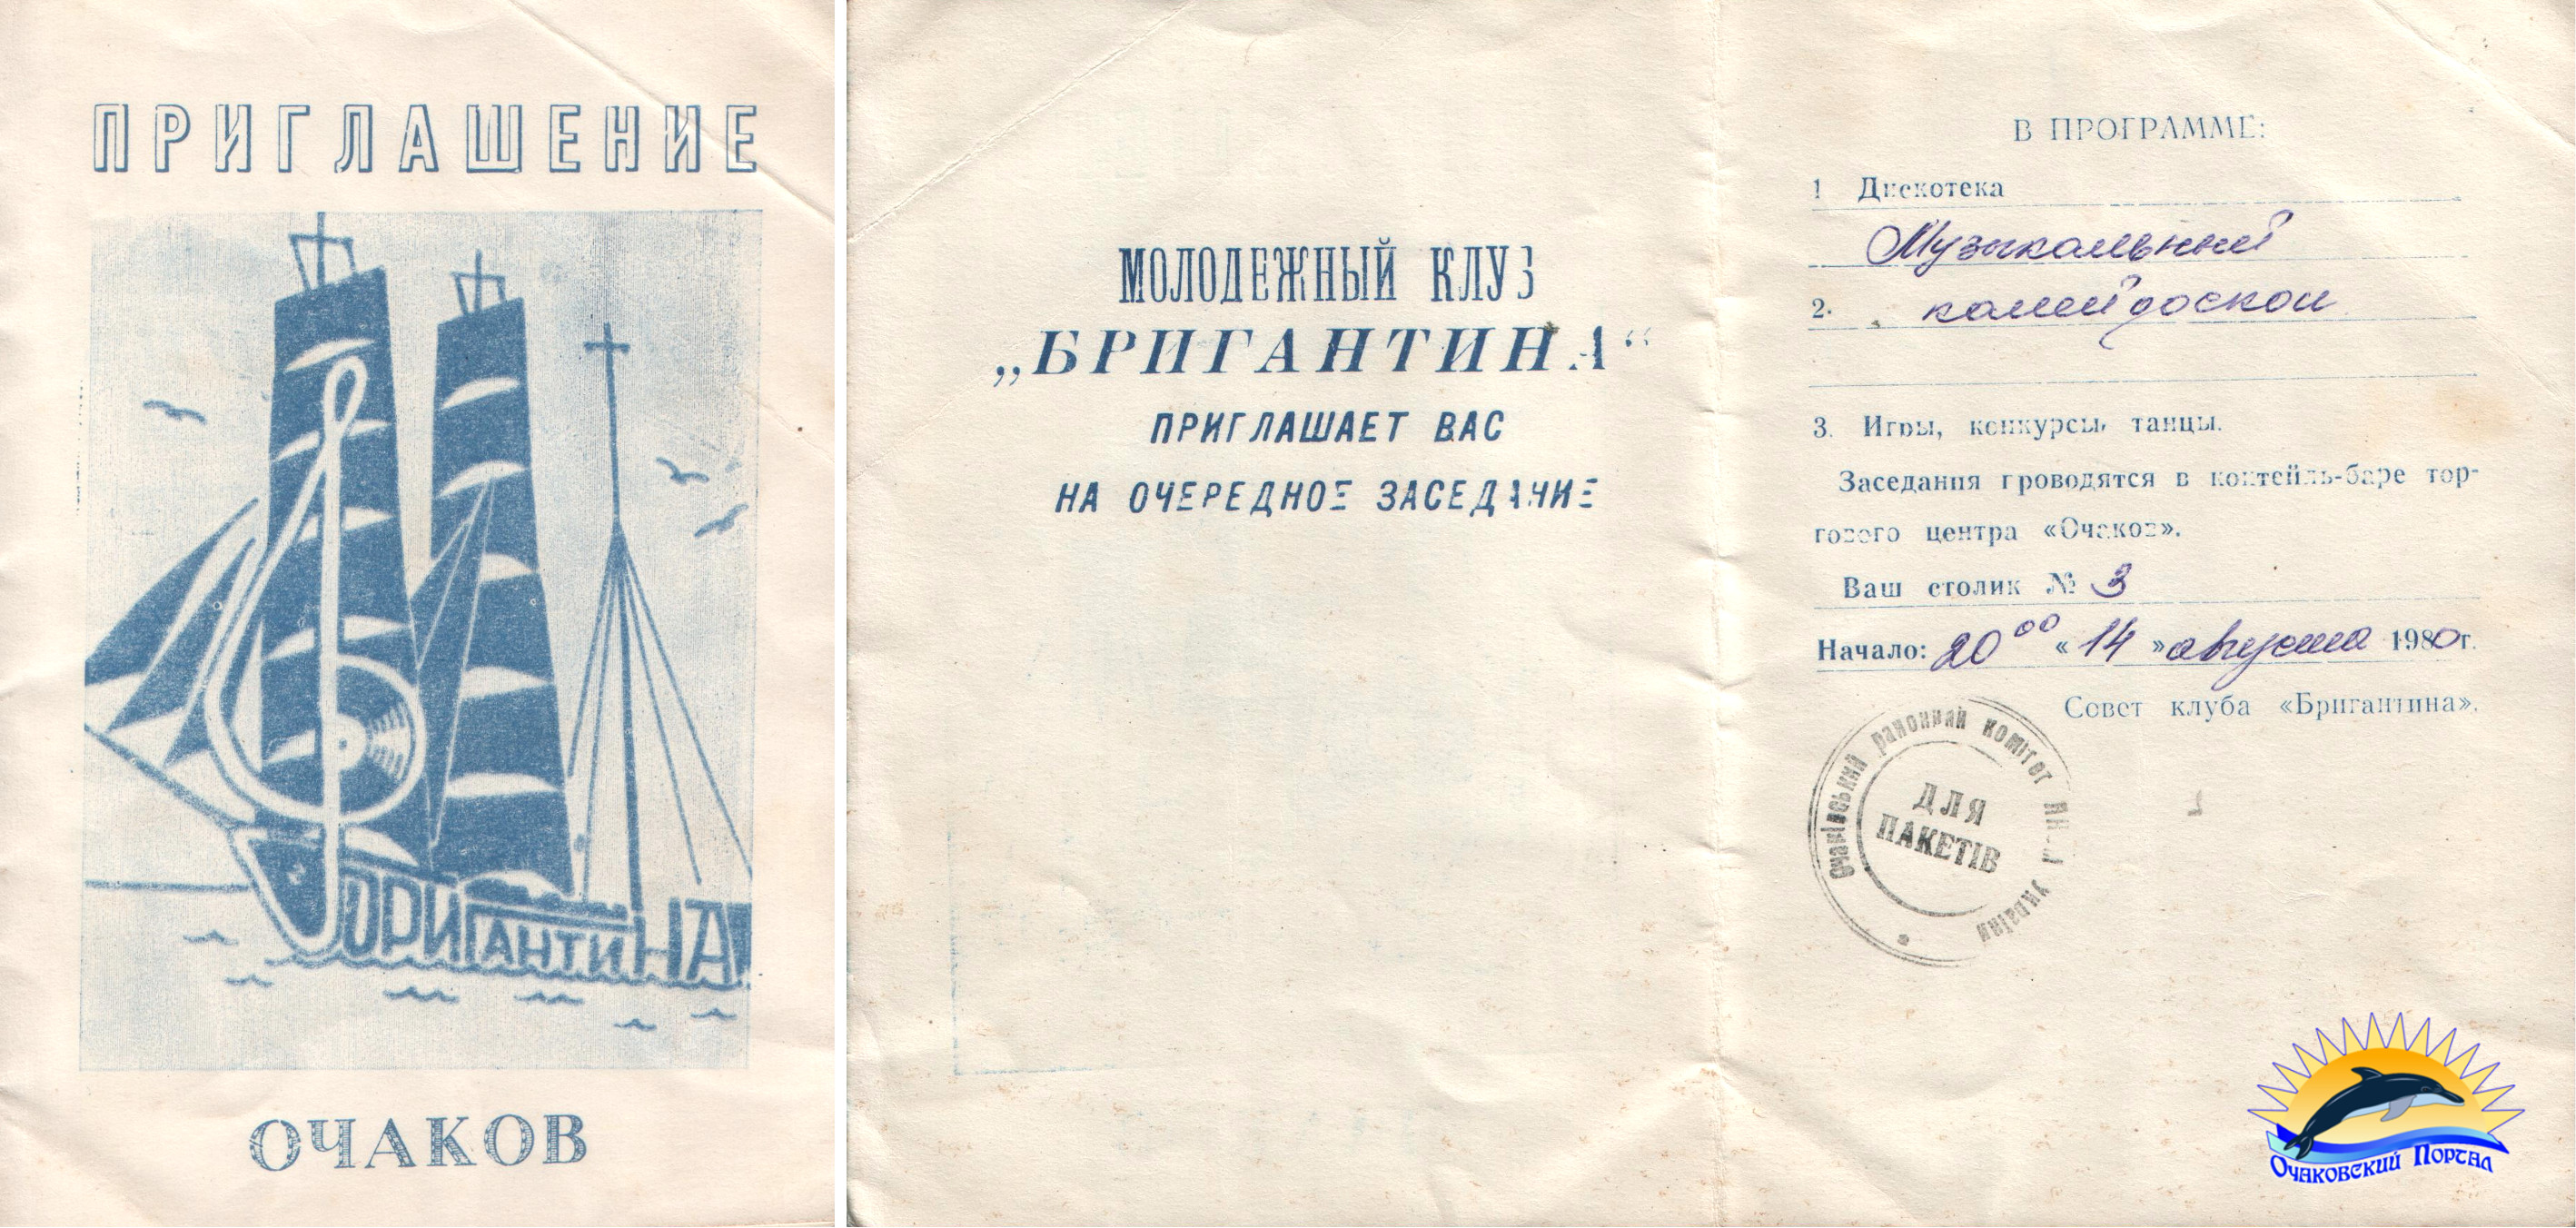 ПРИГЛАШЕНИЕ
БРИГАНТИНА
ОЧАКОВ
МОЛОДЕЖНЫЙ КЛУБ
„БРИГАНТИНА“
ПРИГЛАШАЕТ ВАС
НА ОЧЕРЕДНОЕ ЗАСЕДАНИЕ
В ПРОГРАММЕ:
1 Дискотека
Музыкальный
2. калейдоскоп
3. Игры, конкурсы, танцы.
Заседания проводятся в коктейль-баре тор-
гового центра «Очаков».
Ваш столик № 3
Начало: 20⁰⁰ «14» августа 1980г.
Совет клуба «Бригантина».
Очаківський районний комітет україни
ДЛЯ
ПАКЕТІВ
Очаковский Портал